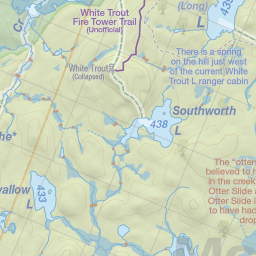 (Long)
L
White Trout
Fire Tower Trail
(Unofficial)
There is a spring
on the hill just west
of the current White
Trout L ranger cabin
White Trout
(Collapsed)
Southworth
438
L
The "otter
believed to h
in the creek
Otter Slide a
Otter Slide L
to have had
drop
he*
vallow
433
L